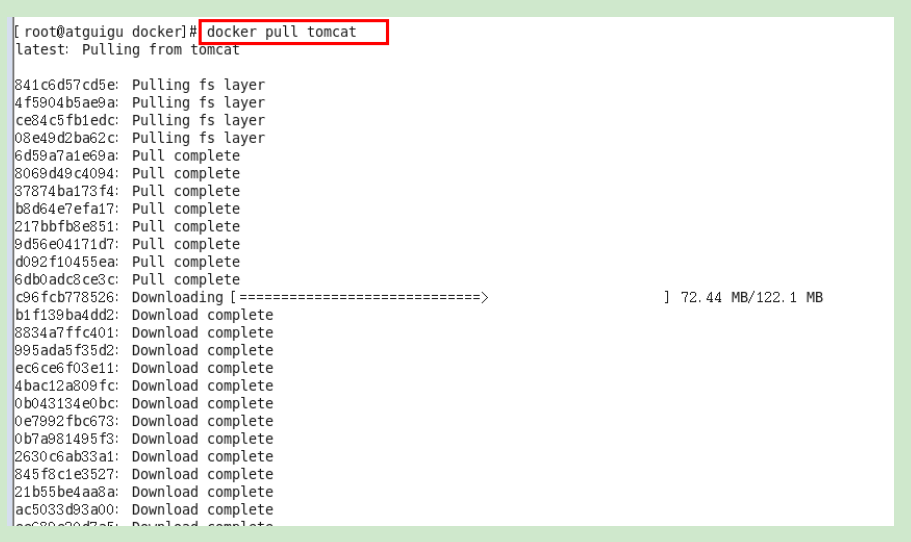 [root@atguigu docker]# docker pull tomcat
latest: Pulling from tomcat
841c6d57cd5e: Pulling fs layer
4f5904b5ae9a: Pulling fs layer
ce84c5fb1edc: Pulling fs layer
08e49d2ba62c: Pulling fs layer
6d59a7a1e69a: Pull complete
8069d49c4094: Pull complete
37874ba173f4: Pull complete
b8d64e7efa17: Pull complete
217bbfb8e851: Pull complete
9d56e04171d7: Pull complete
d092f10455ea: Pull complete
6db0adc8ce3c: Pull complete
c96fcb778526: Downloading [=============================>                     ] 72.44 MB/122.1 MB
b1f139ba4dd2: Download complete
8834a7ffc401: Download complete
995ada5f35d2: Download complete
ec6ce6f03e11: Download complete
4bac12a809fc: Download complete
0b043134e0bc: Download complete
0e7992fbc673: Download complete
0b7a981495f3: Download complete
2630c6ab33a1: Download complete
845f8c1e3527: Download complete
21b55be4aa8a: Download complete
ac5033d93a00: Download complete
Download complete